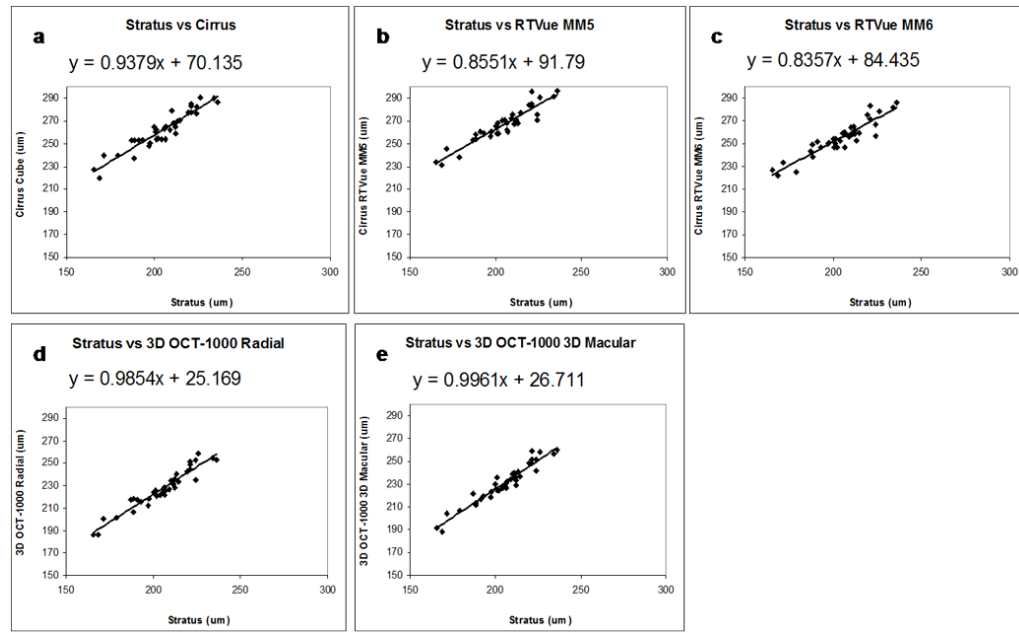 Stratus vs Cirrus
a
y = 0.9379x + 70.135
Cirrus Cube (um)
290
270
250
230
210
190
170
150
150 200 250 300
Stratus (um)
Stratus vs RTVue MM5
b
y = 0.8551x + 91.79
Cirrus RTVue MM5 (um)
290
270
250
230
210
190
170
150
150 200 250 300
Stratus (um)
Stratus vs RTVue MM6
c
y = 0.8357x + 84.435
Cirrus RTVue MM6 (um)
290
270
250
230
210
190
170
150
150 200 250 300
Stratus (um)
Stratus vs 3D OCT-1000 Radial
d
y = 0.9854x + 25.169
3D OCT-1000 Radial (um)
290
270
250
230
210
190
170
150
150 200 250 300
Stratus (um)
Stratus vs 3D OCT-1000 3D Macular
e
y = 0.9961x + 26.711
3D OCT-1000 3D Macular (um)
290
270
250
230
210
190
170
150
150 200 250 300
Stratus (um)